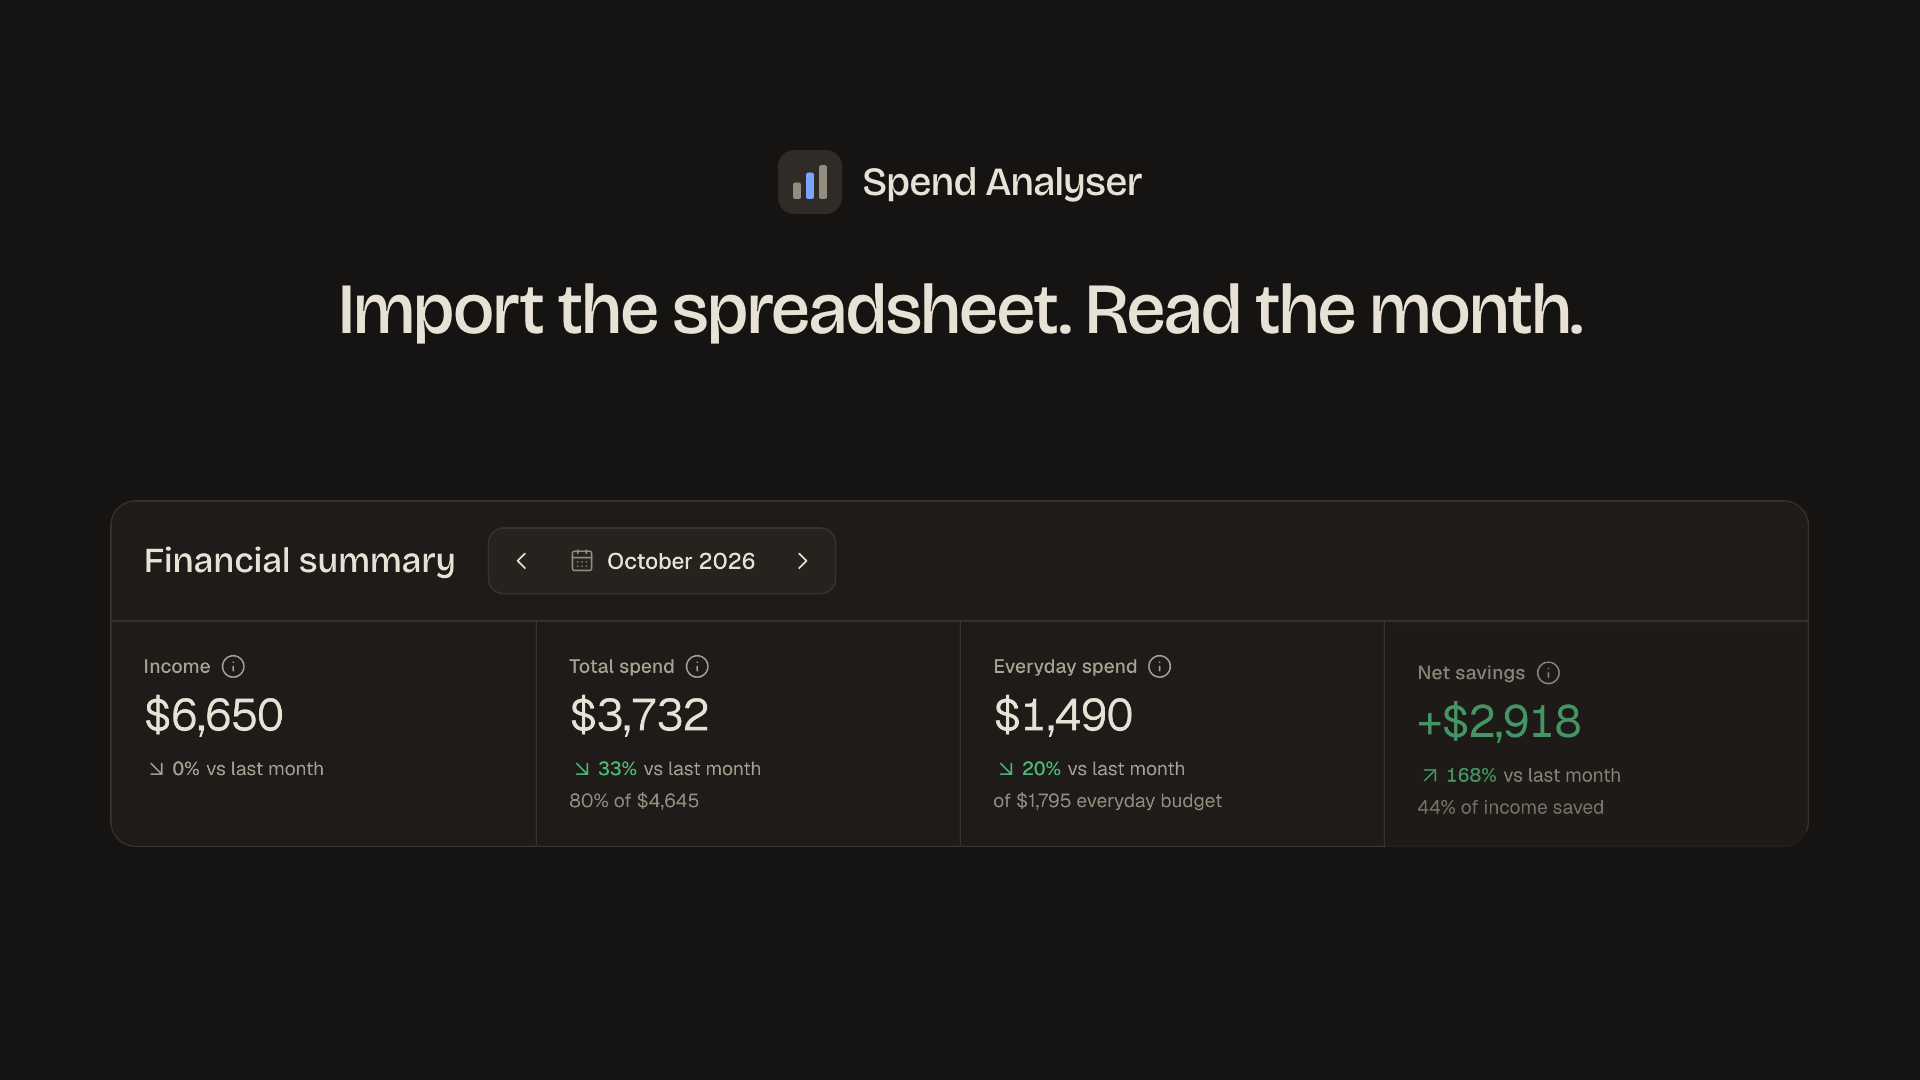 Spend Analyser
Import the spreadsheet. Read the month.
Financial summary
October 2026
Income
$6,650
0% vs last month
Total spend
$3,732
33% vs last month
80% of $4,645
Everyday spend
$1,490
20% vs last month
of $1,795 everyday budget
Net savings
+$2,918
168% vs last month
44% of income saved